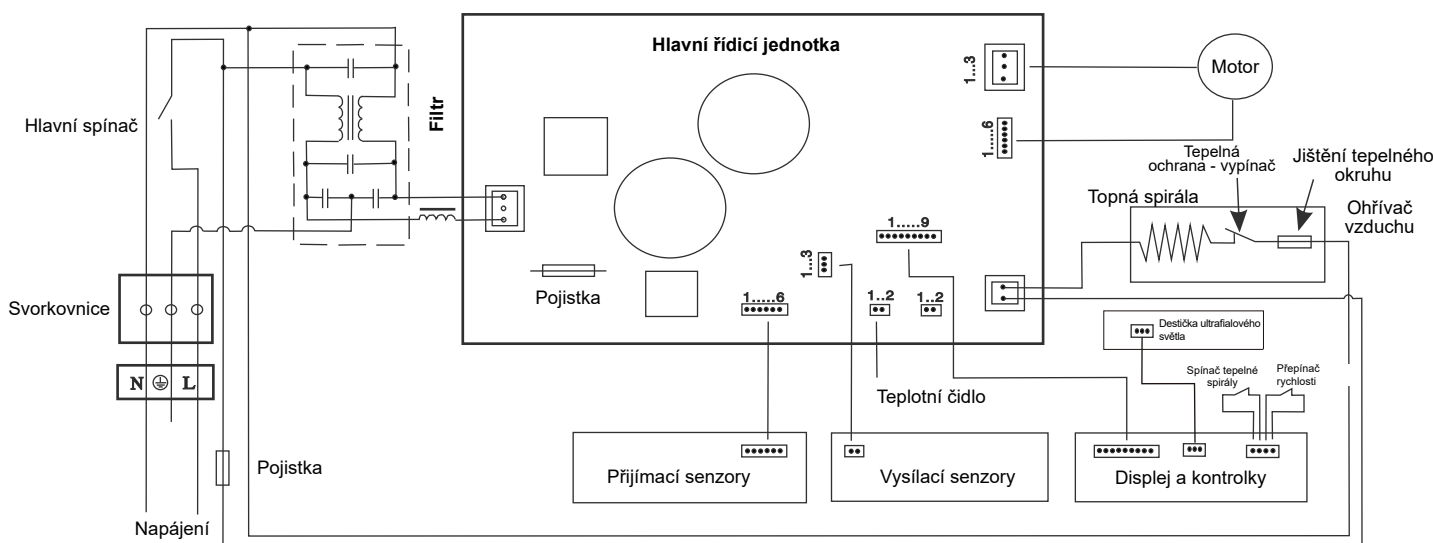 Hlavní řídicí jednotka
1...3
Motor
Filtr
Hlavní spínač
1.....6
Tepelná
ochrana - vypínač
Jištění tepelného
okruhu
Topná spirála
Ohřívač
vzduchu
1.....9
1...3
Pojistka
1.....6
1..2
1..2
Svorkovnice
Destička ultrafialového
světla
N
L
Spínač tepelné
spirály
Přepínač
rychlosti
Teplotní čidlo
Pojistka
Přijímací senzory
Vysílací senzory
Displej a kontrolky
Napájení